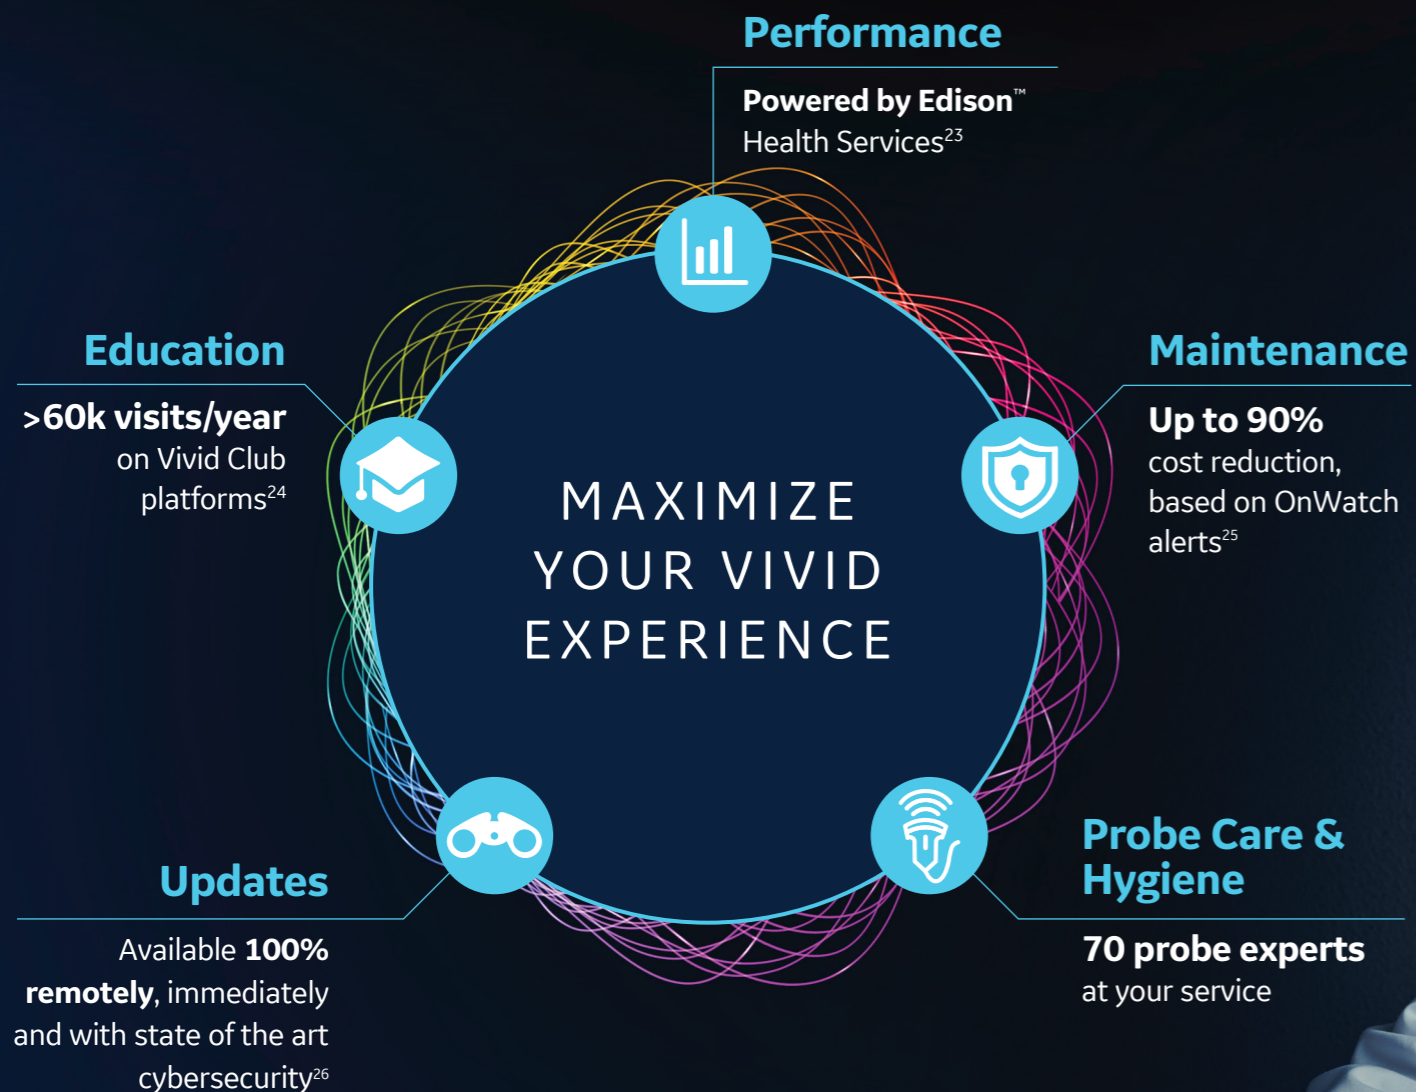 Performance
Powered by Edison™
Health Services²³
Education
>60k visits/year
on Vivid Club
platforms²⁴
Maintenance
Up to 90%
cost reduction,
based on OnWatch
alerts²⁵
MAXIMIZE
YOUR VIVID
EXPERIENCE
Updates
Available 100%
remotely, immediately
and with state of the art
cybersecurity²⁶
Probe Care &
Hygiene
70 probe experts
at your service